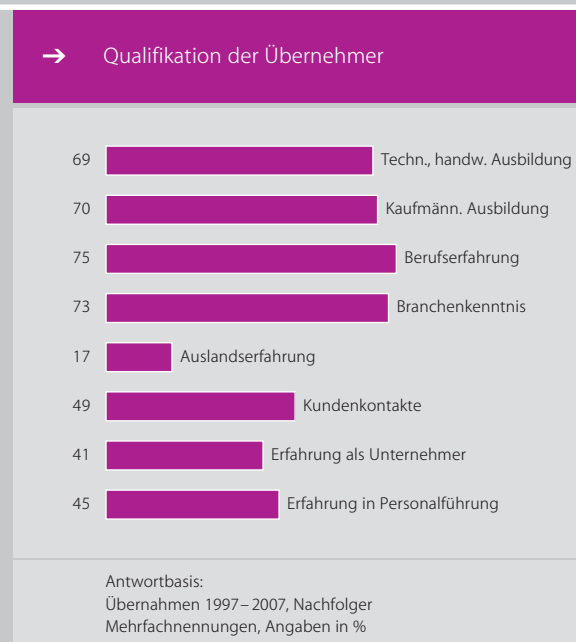 ➔ Qualifikation der Übernehmer
69 Techn., handw. Ausbildung
70 Kaufmänn. Ausbildung
75 Berufserfahrung
73 Branchenkenntnis
17 Auslandserfahrung
49 Kundenkontakte
41 Erfahrung als Unternehmer
45 Erfahrung in Personalführung
Antwortbasis:
Übernahmen 1997–2007, Nachfolger
Mehrfachnennungen, Angaben in %